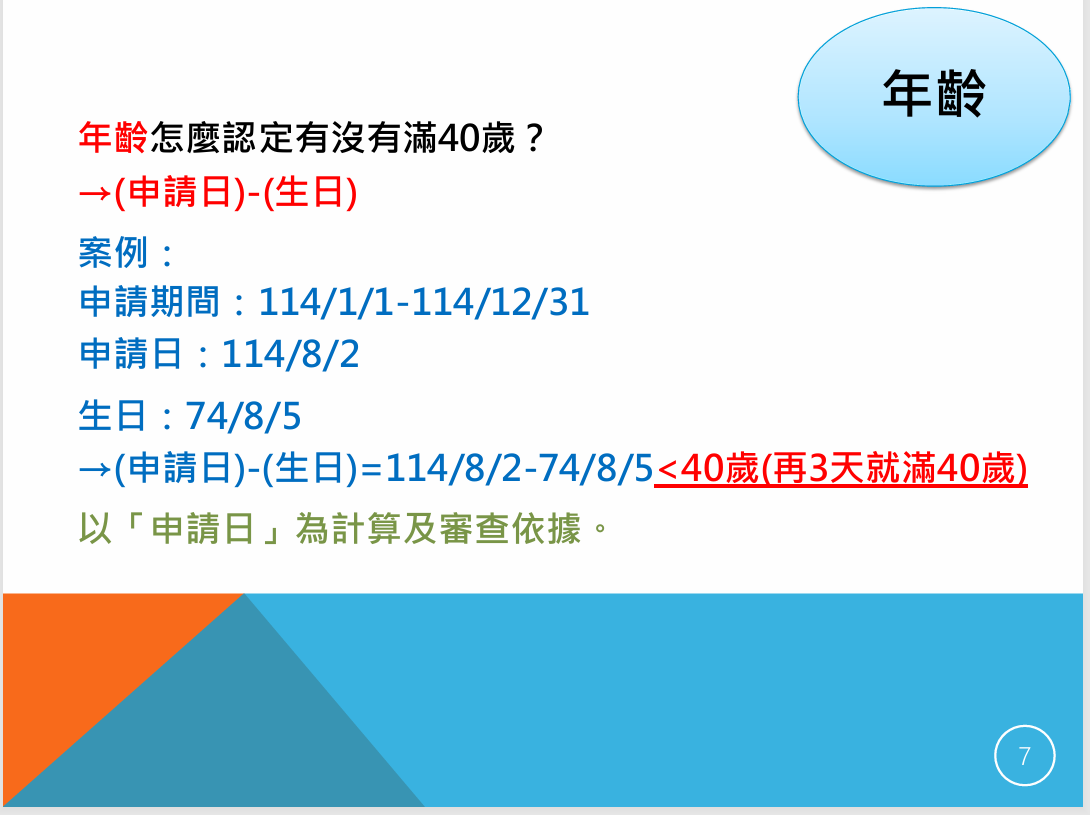 年齡
年齡怎麼認定有沒有滿40歲？
→(申請日)-(生日)
案例：
申請期間：114/1/1-114/12/31
申請日：114/8/2
生日：74/8/5
→(申請日)-(生日)=114/8/2-74/8/5<40歲(再3天就滿40歲)
以「申請日」為計算及審查依據。
7